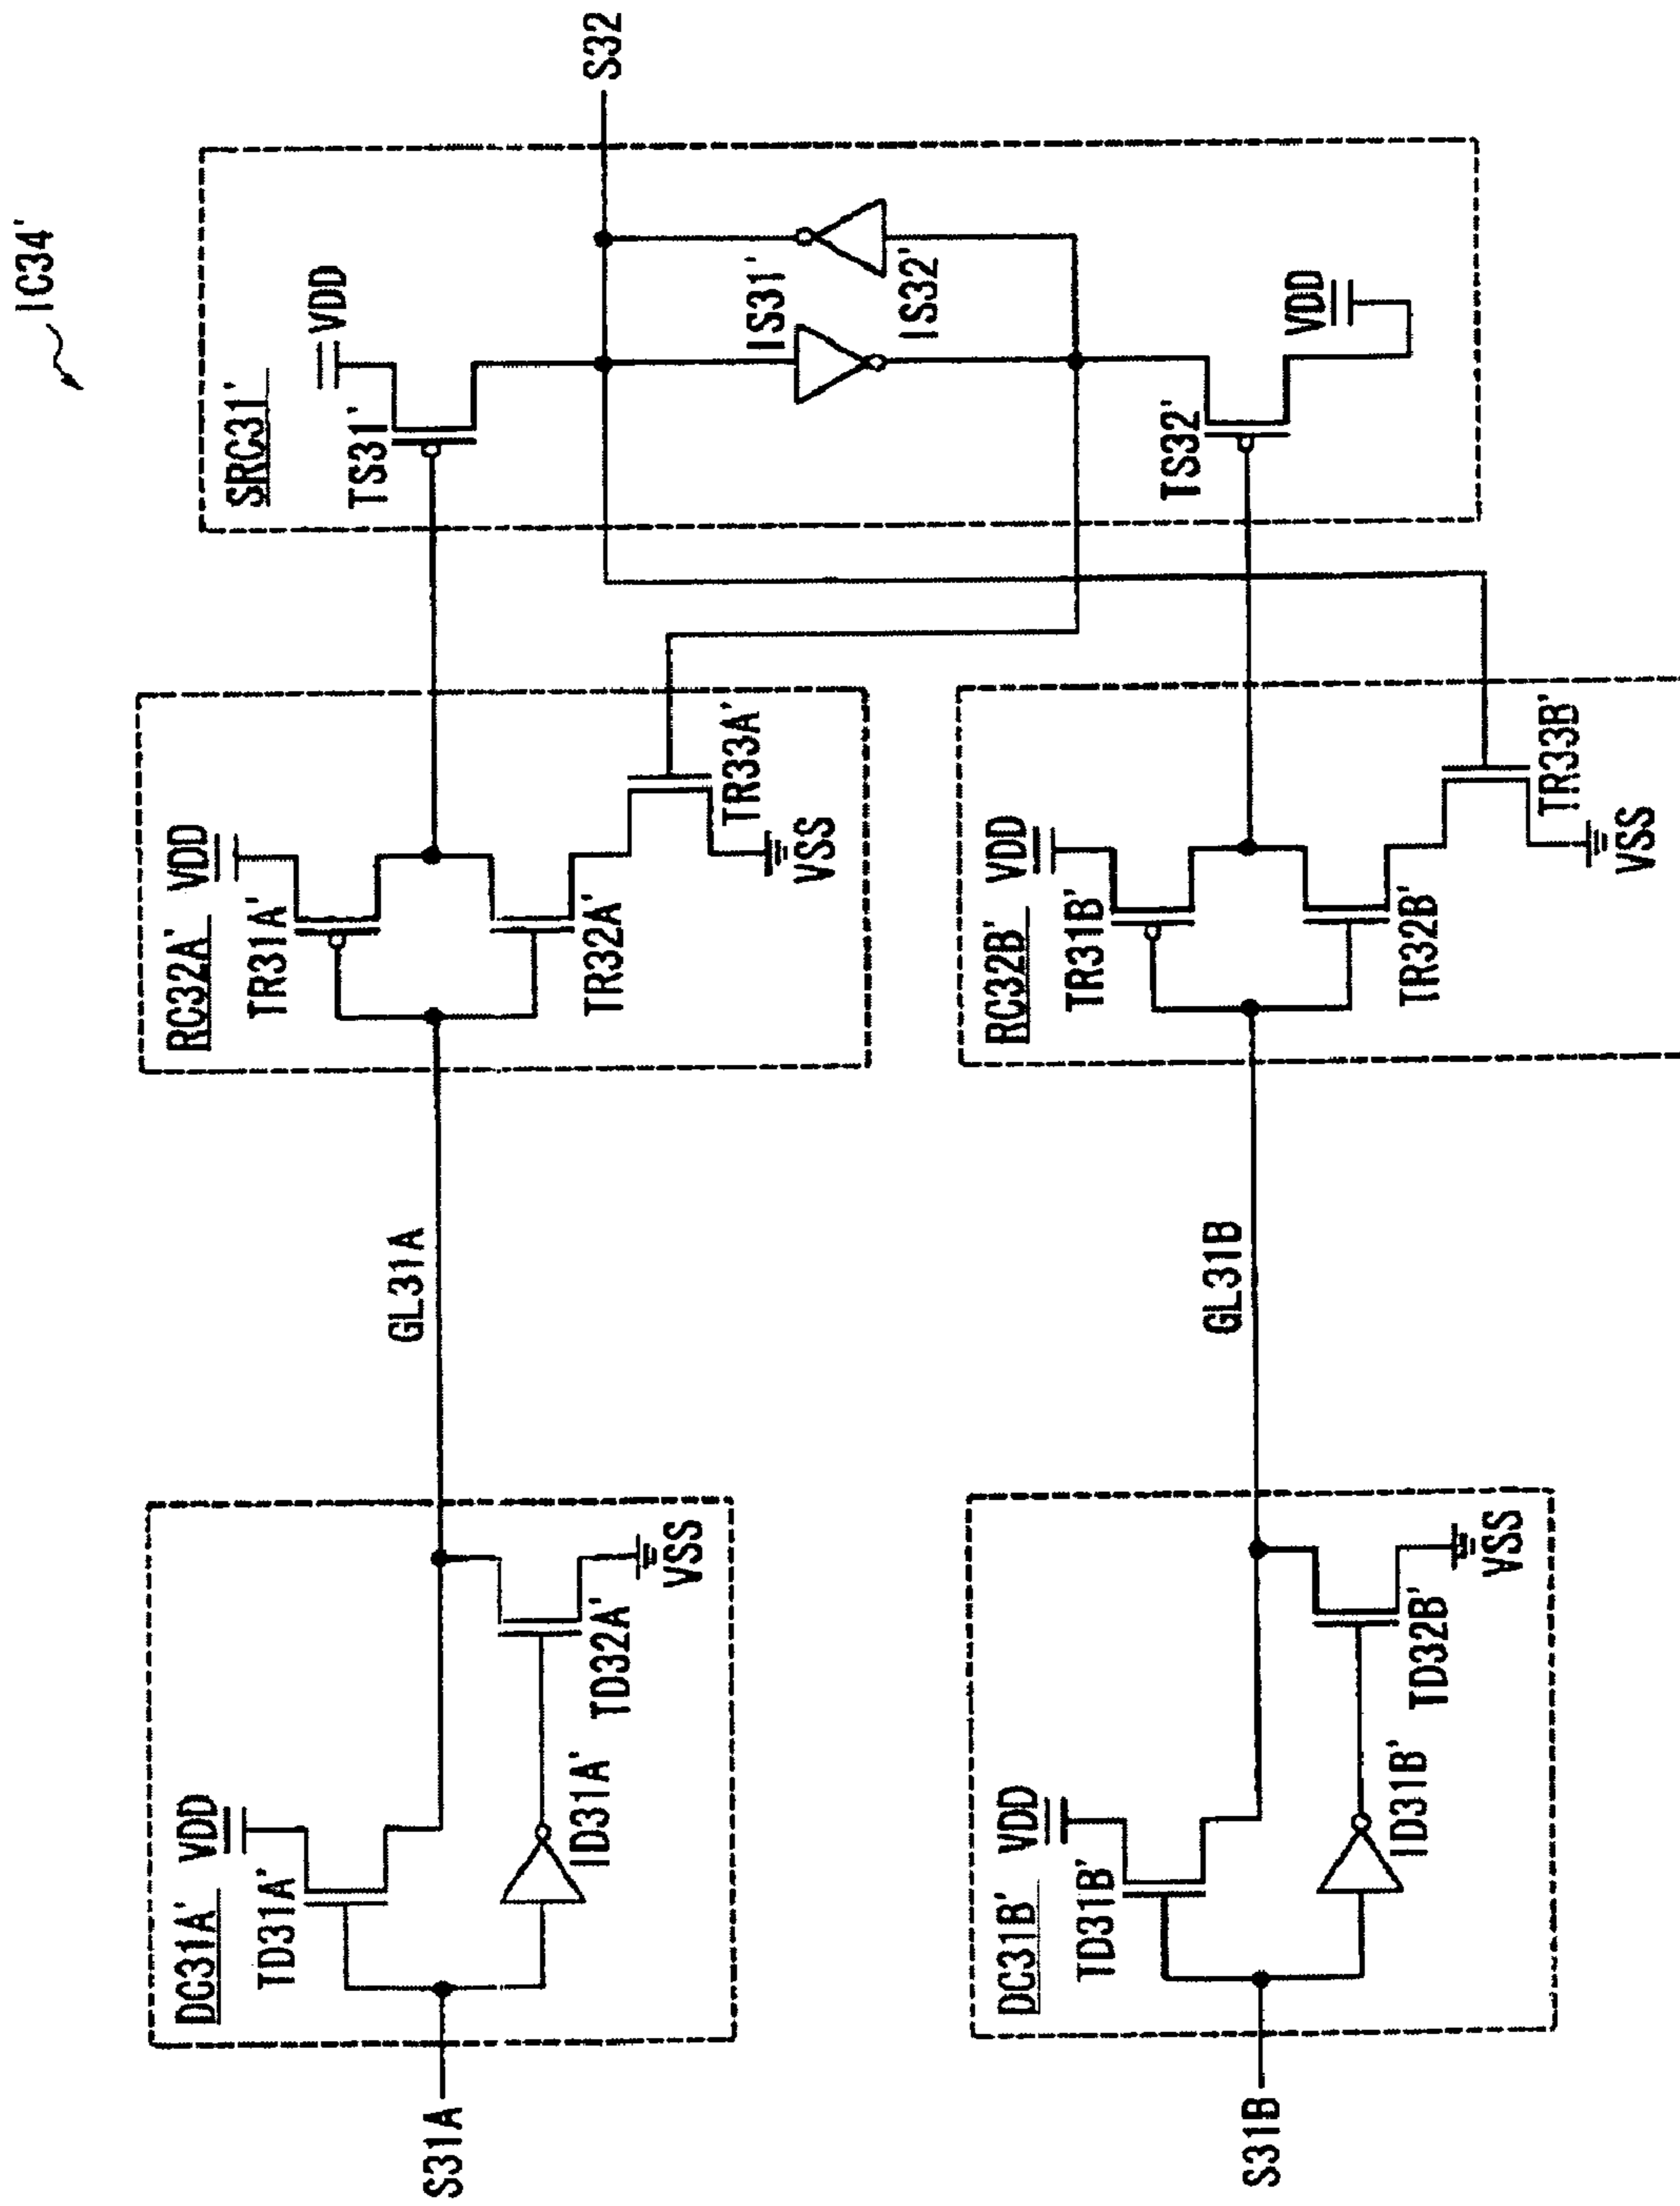 IC34'
S31A
DC31A'
VDD
TD31A'
ID31A'
TD32A'
VSS
GL31A
RC32A'
VDD
TR31A'
TR32A'
TR33A'
VSS
SRC31'
VDD
TS31'
IS31'
IS32'
TS32'
VDD
S32
S31B
DC31B'
VDD
TD31B'
ID31B'
TD32B'
VSS
GL31B
RC32B'
VDD
TR31B'
TR32B'
TR33B'
VSS